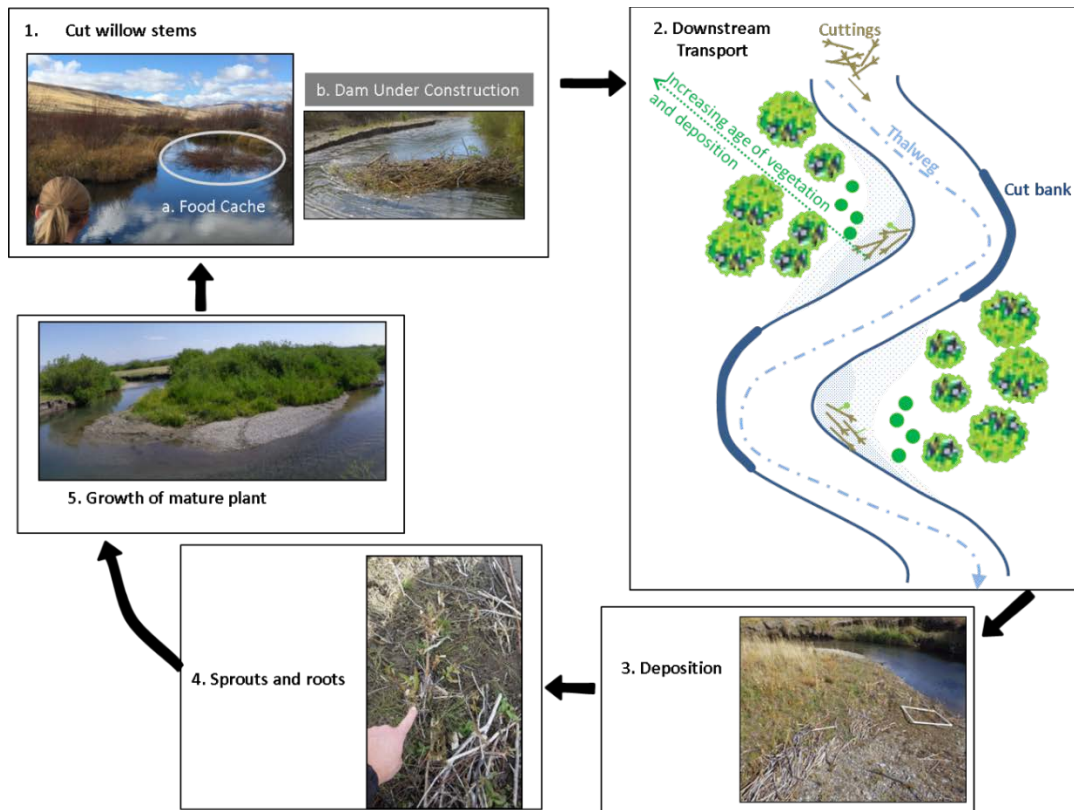 1. Cut willow stems
a. Food Cache
b. Dam Under Construction
2. Downstream
Transport
Cuttings
Increasing age of vegetation
and deposition
Thalweg
Cut bank
3. Deposition
4. Sprouts and roots
5. Growth of mature plant